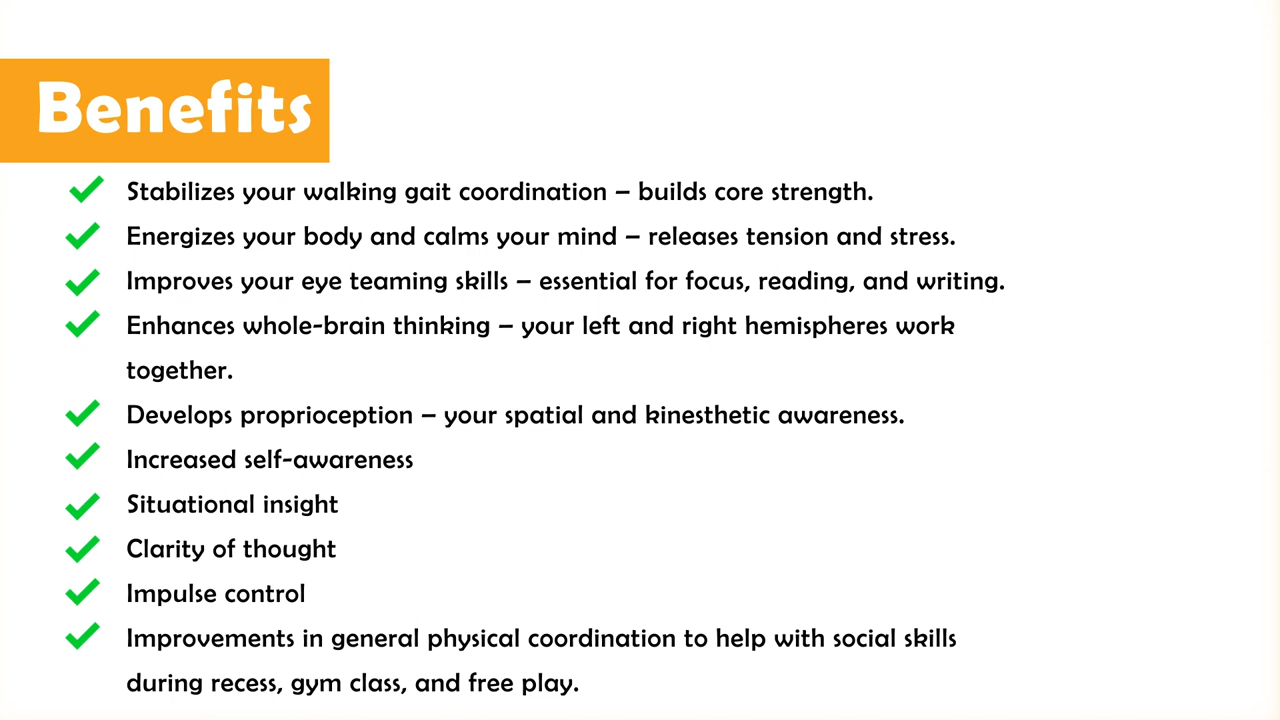 Benefits
Stabilizes your walking gait coordination – builds core strength.
Energizes your body and calms your mind – releases tension and stress.
Improves your eye teaming skills – essential for focus, reading, and writing.
Enhances whole-brain thinking – your left and right hemispheres work
together.
Develops proprioception – your spatial and kinesthetic awareness.
Increased self-awareness
Situational insight
Clarity of thought
Impulse control
Improvements in general physical coordination to help with social skills
during recess, gym class, and free play.